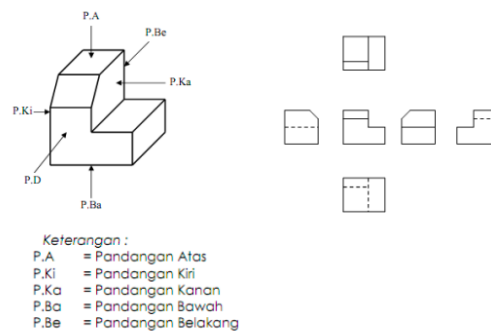 P.A
P.Be
P.Ka
P.Ki
P.D
P.Ba
Keterangan :
P.A = Pandangan Atas
P.Ki = Pandangan Kiri
P.Ka = Pandangan Kanan
P.Ba = Pandangan Bawah
P.Be = Pandangan Belakang